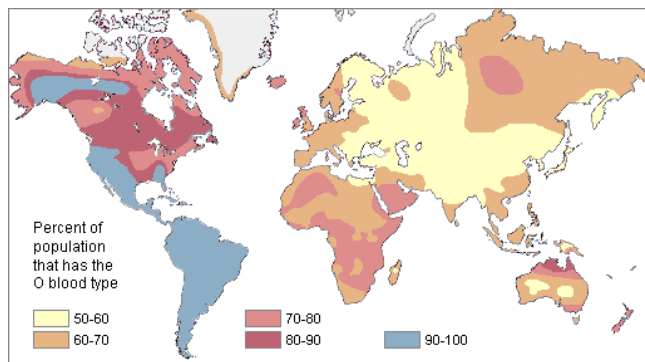 Percent of
population
that has the
O blood type
50-60
60-70
70-80
80-90
90-100